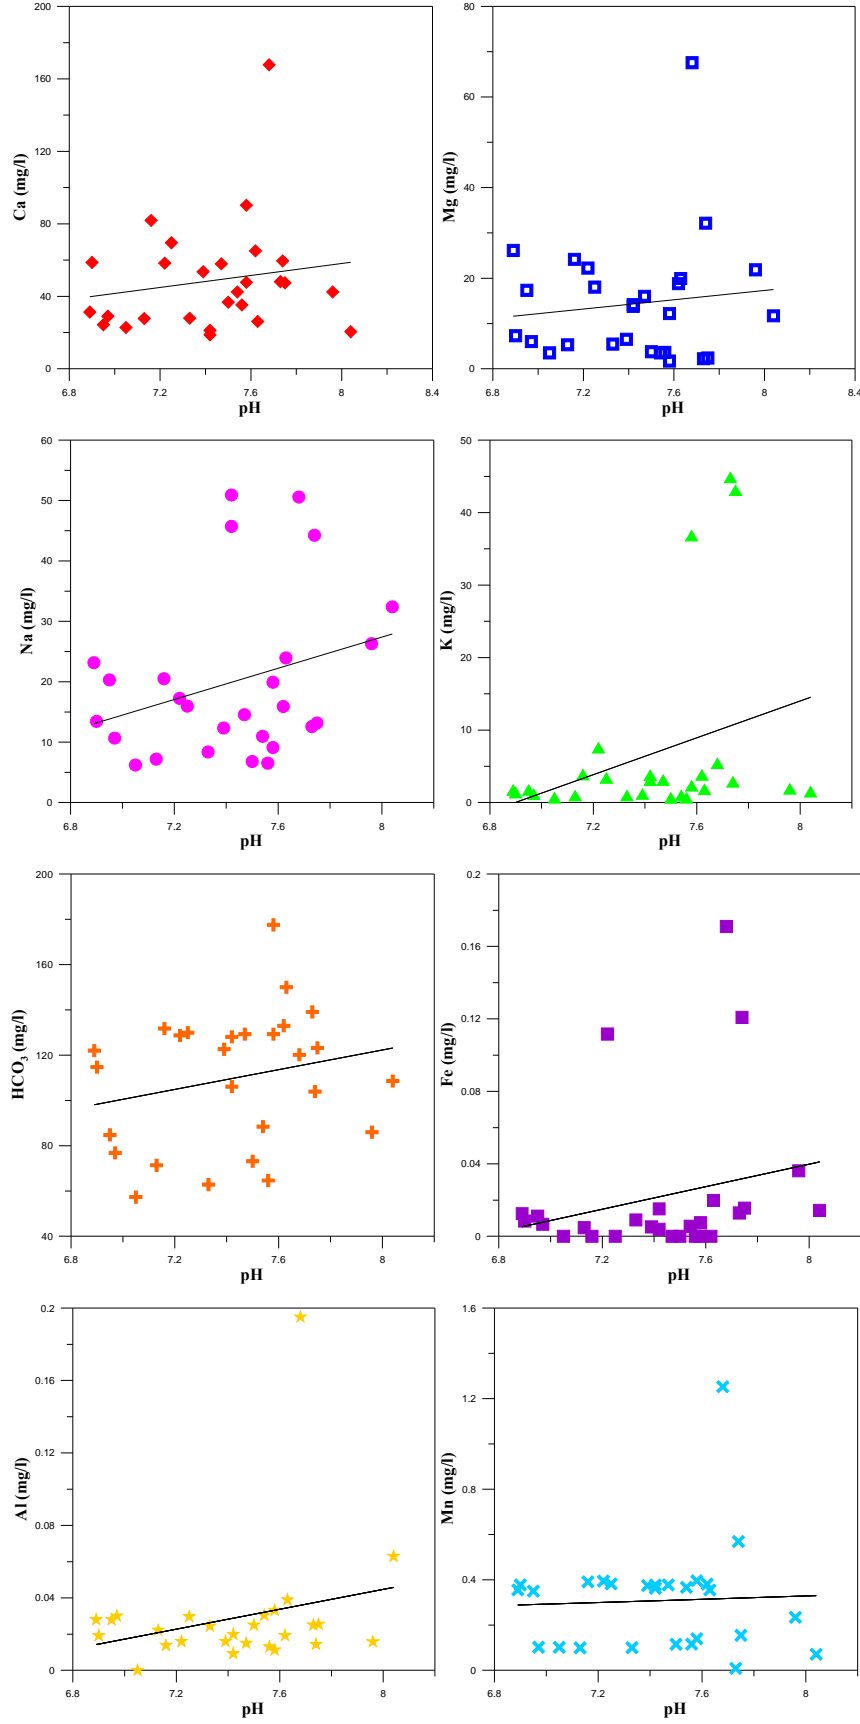 200
160
120
80
40
0
Ca (mg/l)
6.8 7.2 7.6 8 8.4
pH
80
60
40
20
0
Mg (mg/l)
6.8 7.2 7.6 8 8.4
pH
60
50
40
30
20
10
0
Na (mg/l)
6.8 7.2 7.6 8
pH
50
40
30
20
10
0
K (mg/l)
6.8 7.2 7.6 8
pH
200
160
120
80
40
HCO₃ (mg/l)
6.8 7.2 7.6 8
pH
0.2
0.16
0.12
0.08
0.04
0
Fe (mg/l)
6.8 7.2 7.6 8
pH
0.2
0.16
0.12
0.08
0.04
0
Al (mg/l)
6.8 7.2 7.6 8
pH
1.6
1.2
0.8
0.4
0
Mn (mg/l)
6.8 7.2 7.6 8
pH